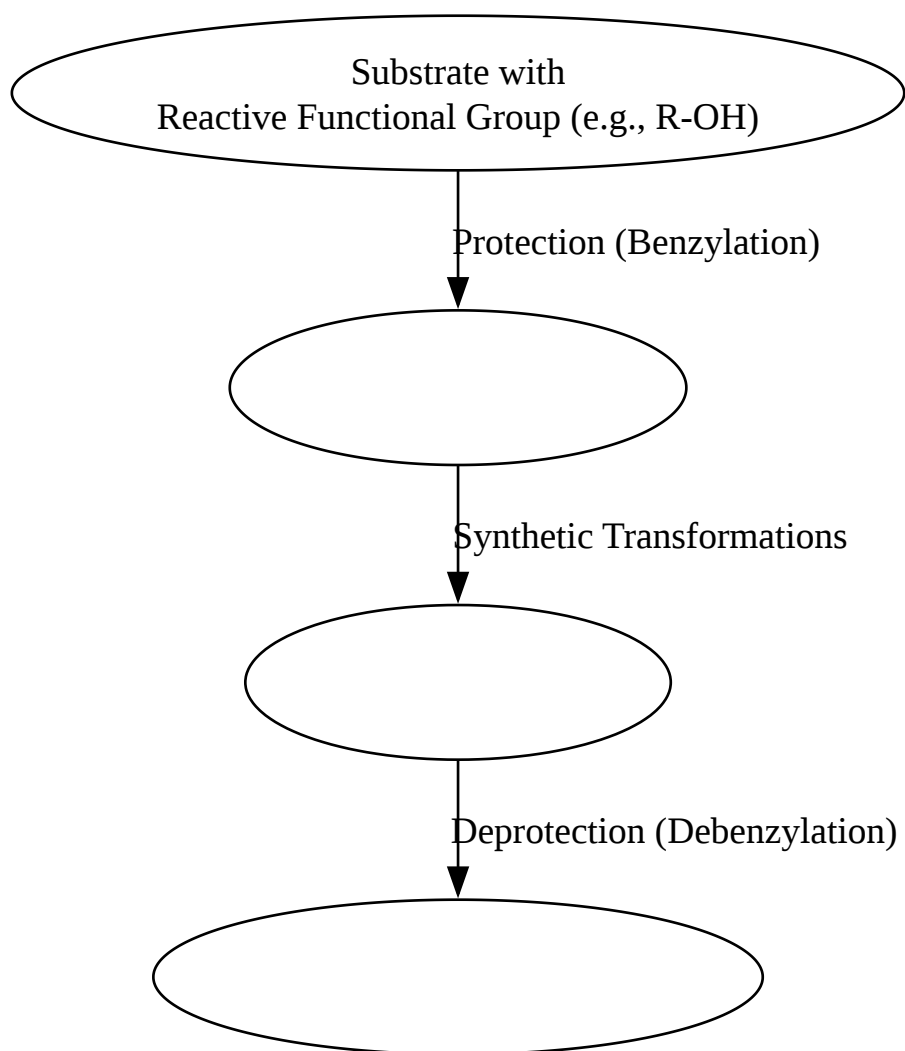 Substrate with
Reactive Functional Group (e.g., R-OH)
Protection (Benzylation)
Synthetic Transformations
Deprotection (Debenzylation)